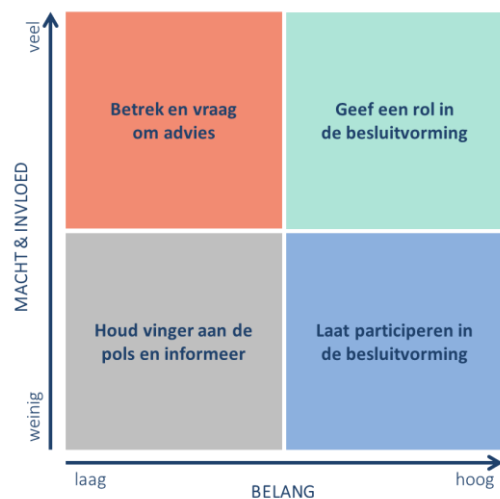 veel
Betrek en vraag
om advies
Geef een rol in
de besluitvorming
MACHT & INVLOED
Houd vinger aan de
pols en informeer
Laat participeren in
de besluitvorming
weinig
laag
hoog
BELANG